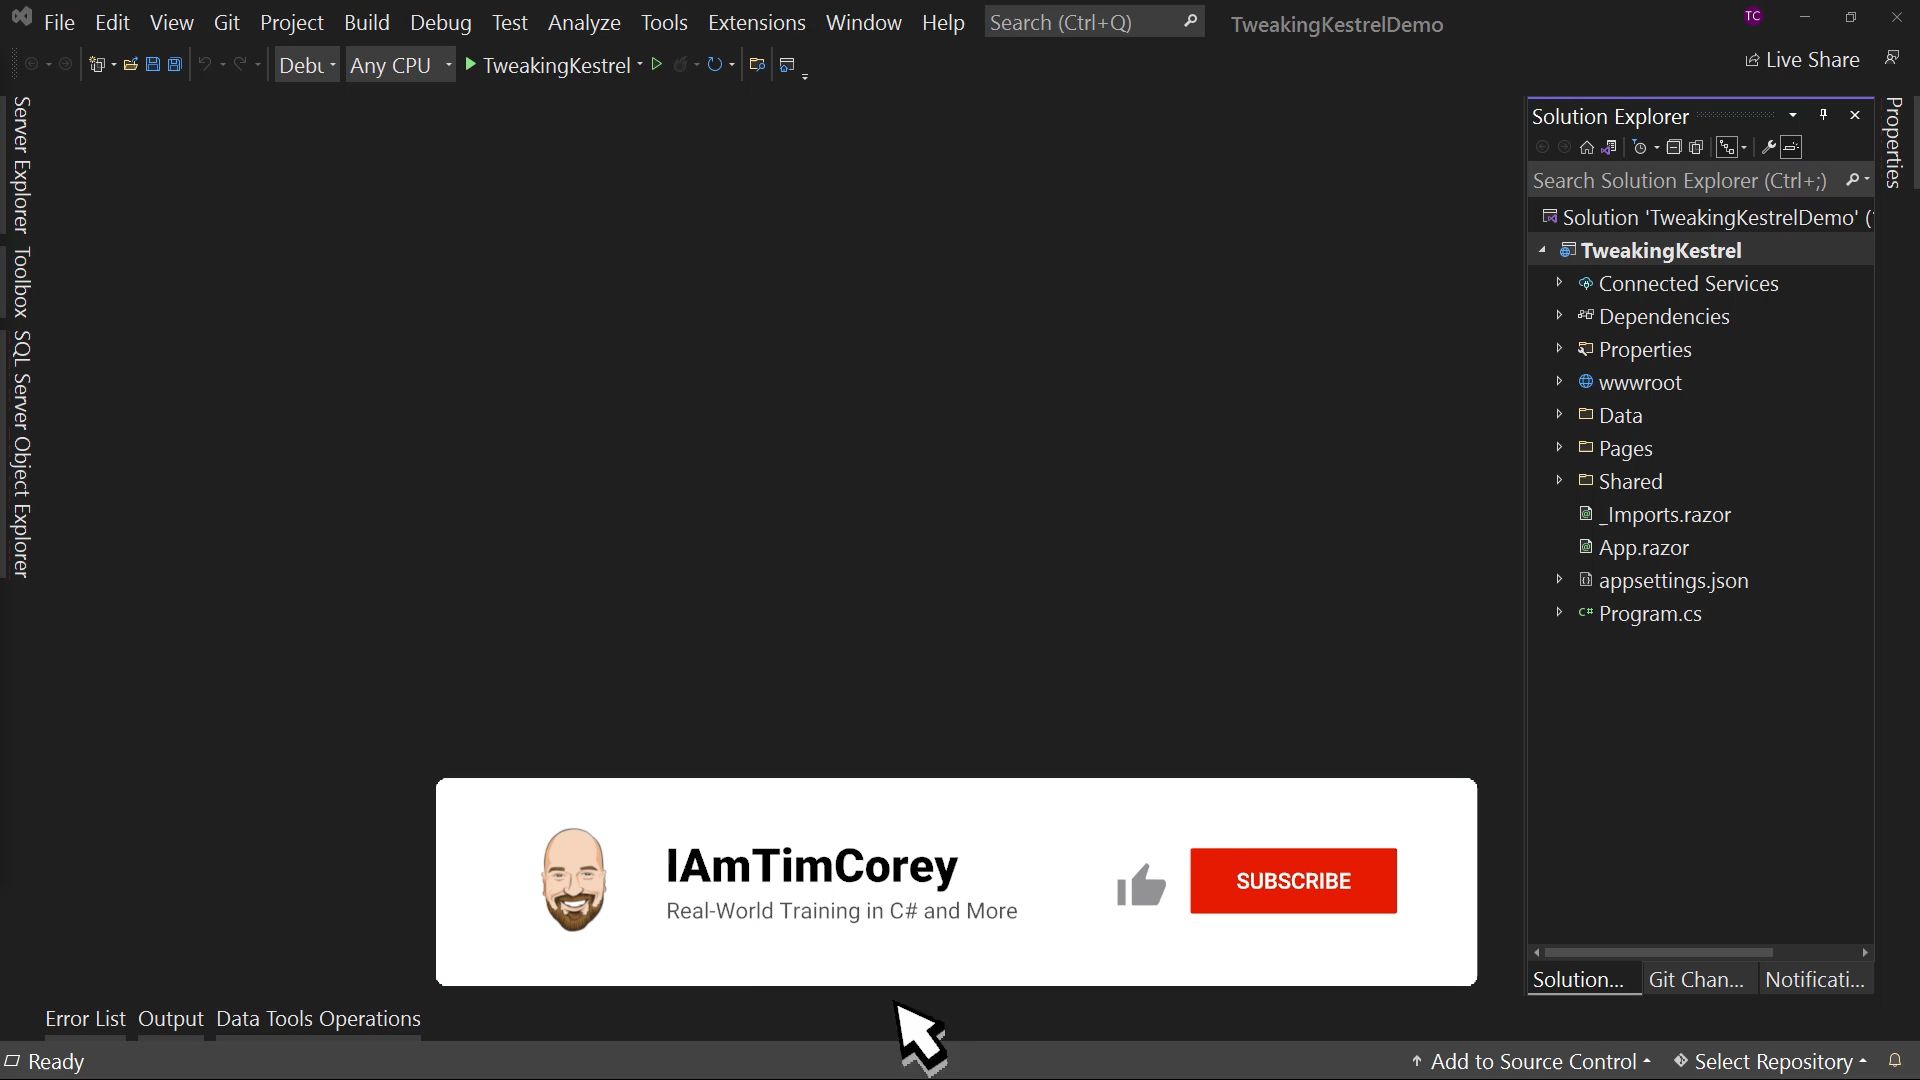 File Edit View Git Project Build Debug Test Analyze Tools Extensions Window Help Search (Ctrl+Q) TweakingKestrelDemo TC
Debu Any CPU TweakingKestrel Live Share
Server Explorer
Toolbox
SQL Server Object Explorer
Solution Explorer
Search Solution Explorer (Ctrl+;)
Solution 'TweakingKestrelDemo' (
TweakingKestrel
Connected Services
Dependencies
Properties
wwwroot
Data
Pages
Shared
_Imports.razor
App.razor
appsettings.json
C# Program.cs
Properties
IAmTimCorey
Real-World Training in C# and More
SUBSCRIBE
Solution... Git Chan... Notificati...
Error List Output Data Tools Operations
Ready Add to Source Control Select Repository